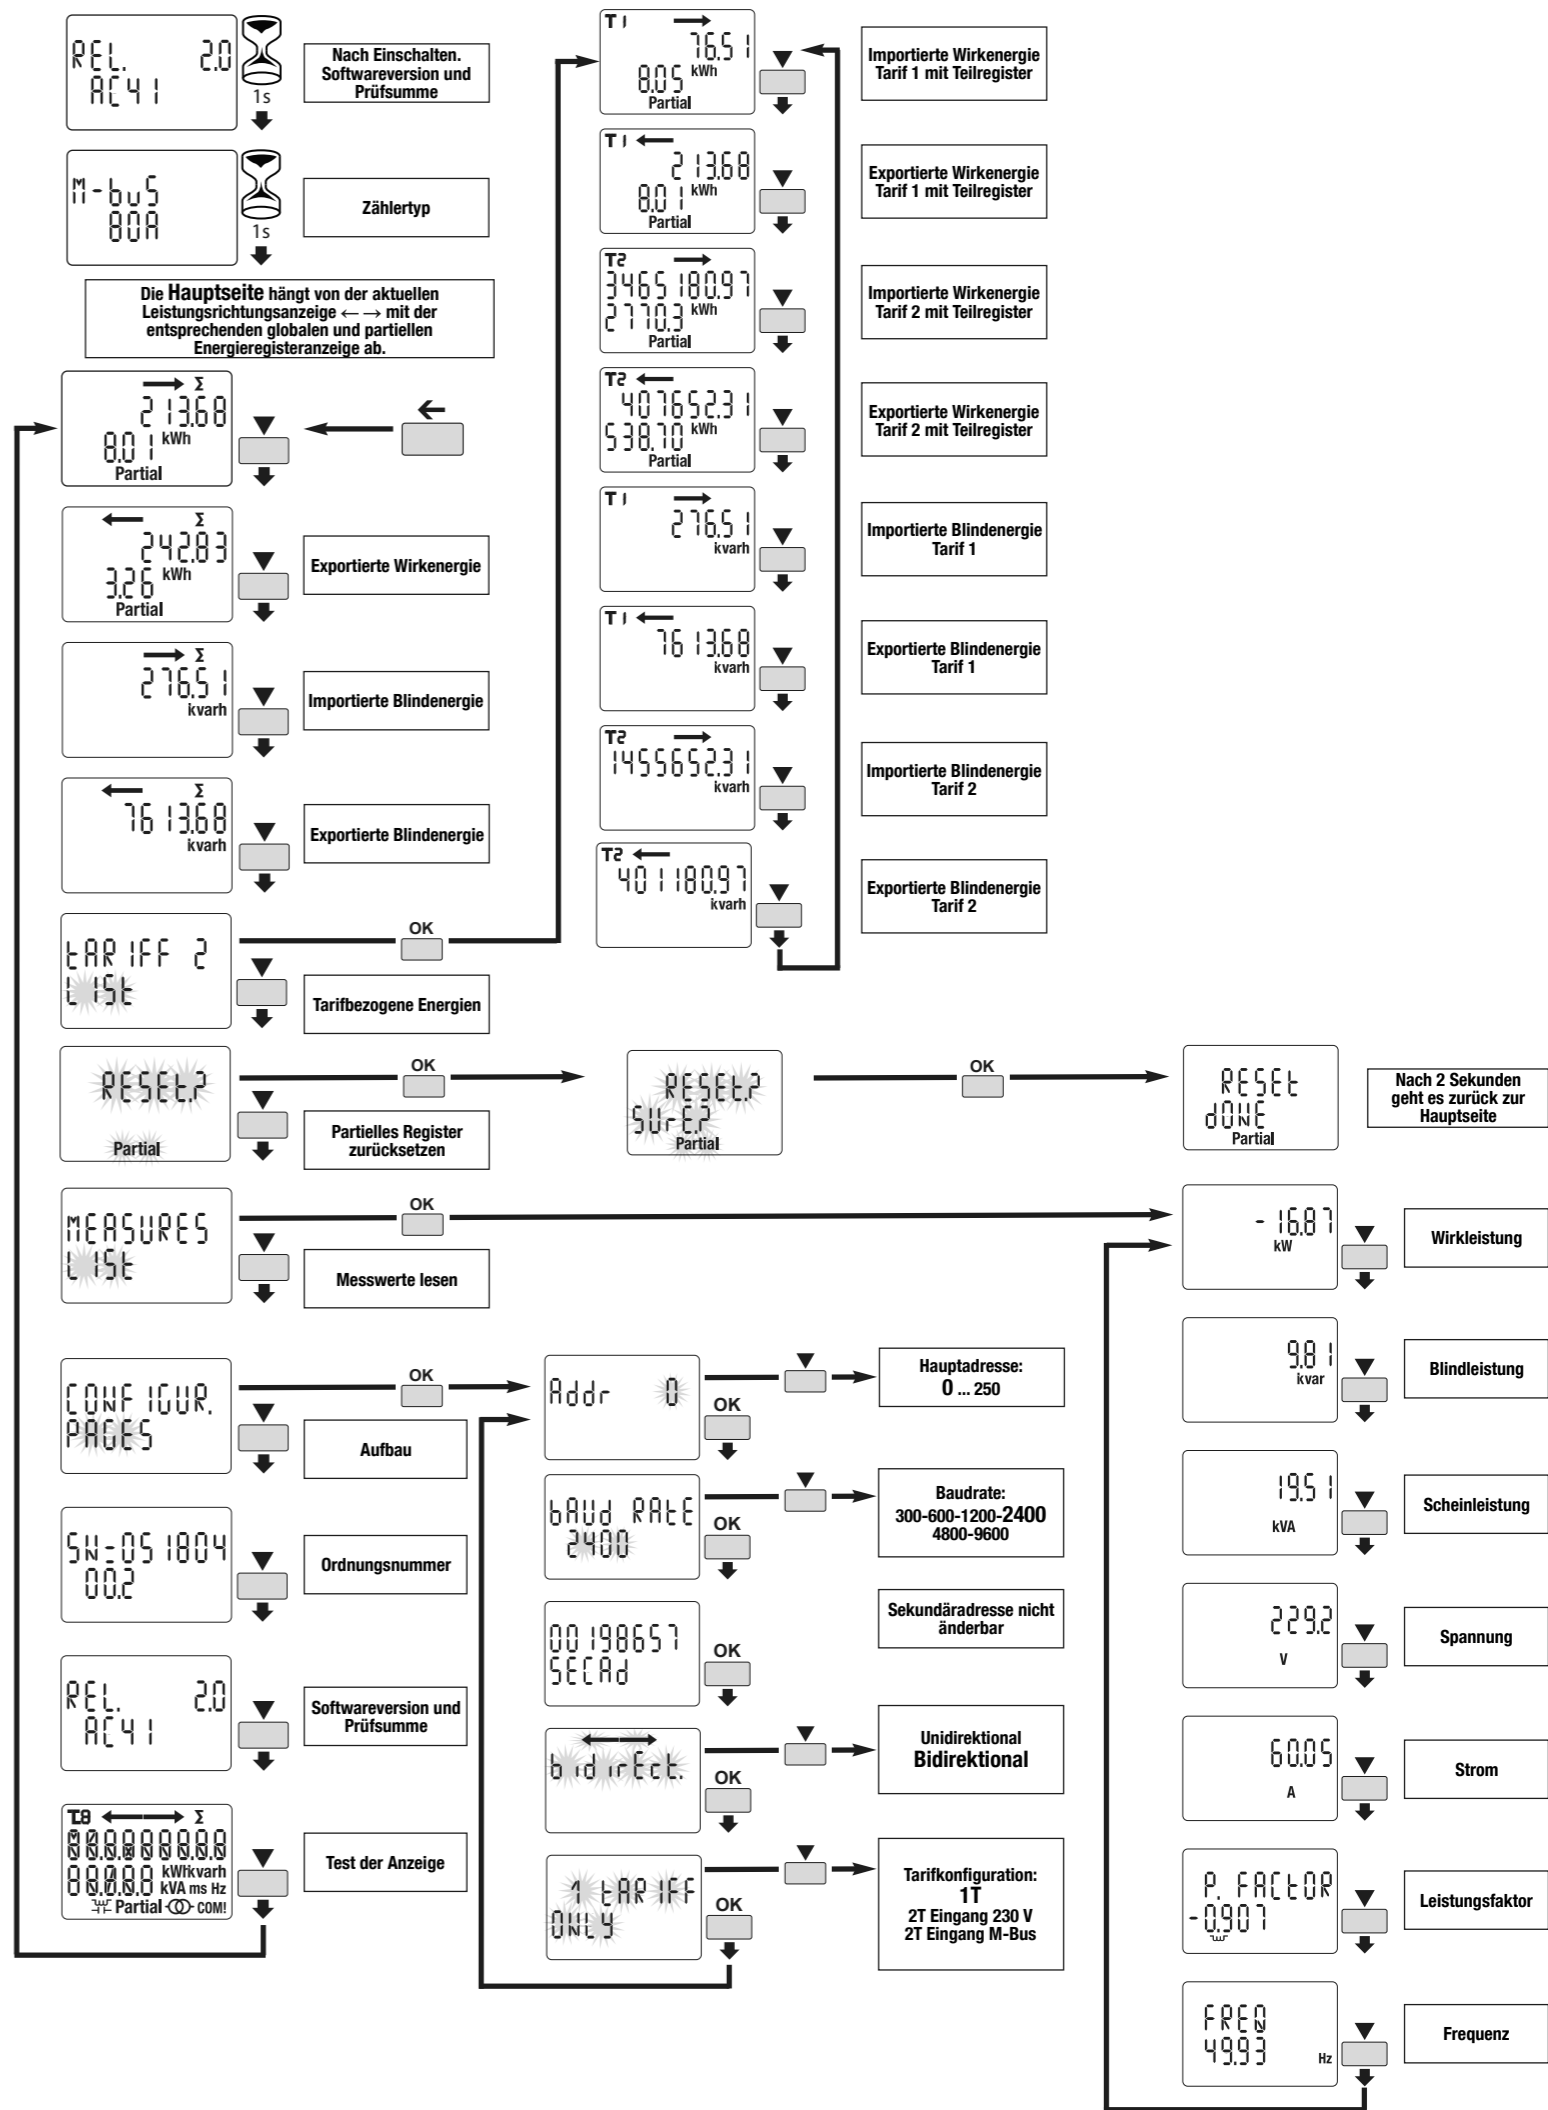 REL. 2.0
AC41
1s
Nach Einschalten.
Softwareversion und
Prüfsumme
M-buS
80A
1s
Zählertyp
Die Hauptseite hängt von der aktuellen
Leistungsrichtungsanzeige ←→ mit der
entsprechenden globalen und partiellen
Energieregisteranzeige ab.
→ Σ
213.68
8.01 kWh
Partial
←
← Σ
242.83
3.26 kWh
Partial
Exportierte Wirkenergie
→ Σ
276.51
kvarh
Importierte Blindenergie
← Σ
7613.68
kvarh
Exportierte Blindenergie
tARIFF 2
LISt
OK
Tarifbezogene Energien
T1 →
76.51
8.05 kWh
Partial
Importierte Wirkenergie
Tarif 1 mit Teilregister
T1 ←
213.68
8.01 kWh
Partial
Exportierte Wirkenergie
Tarif 1 mit Teilregister
T2 →
3465180.97
2770.3 kWh
Partial
Importierte Wirkenergie
Tarif 2 mit Teilregister
T2 ←
407652.31
538.70 kWh
Partial
Exportierte Wirkenergie
Tarif 2 mit Teilregister
T1 →
276.51
kvarh
Importierte Blindenergie
Tarif 1
T1 ←
7613.68
kvarh
Exportierte Blindenergie
Tarif 1
T2 →
1455652.31
kvarh
Importierte Blindenergie
Tarif 2
T2 ←
401180.97
kvarh
Exportierte Blindenergie
Tarif 2
RESEt.?
Partial
OK
Partielles Register
zurücksetzen
RESEt.?
SUrE.?
Partial
OK
RESEt
dONE
Partial
Nach 2 Sekunden
geht es zurück zur
Hauptseite
MEASURES
LISt
OK
Messwerte lesen
-16.87
kW
Wirkleistung
9.81
kvar
Blindleistung
19.51
kVA
Scheinleistung
229.2
V
Spannung
60.05
A
Strom
P. FACtOR
-0.907
Leistungsfaktor
FREQ
49.93 Hz
Frequenz
CONFIGUR.
PAGES
OK
Aufbau
Addr 0
OK
Hauptadresse:
0 ... 250
bAUd RAtE
2400
OK
Baudrate:
300-600-1200-2400
4800-9600
00198657
SECAd
OK
Sekundäradresse nicht
änderbar
←→
bidirEct.
OK
Unidirektional
Bidirektional
1 tARIFF
ONLY
OK
Tarifkonfiguration:
1T
2T Eingang 230 V
2T Eingang M-Bus
SN=051804
00.2
Ordnungsnummer
REL. 2.0
AC41
Softwareversion und
Prüfsumme
T.8 ←→ Σ
kWhkvarh
kVA ms Hz
Partial COM!
Test der Anzeige